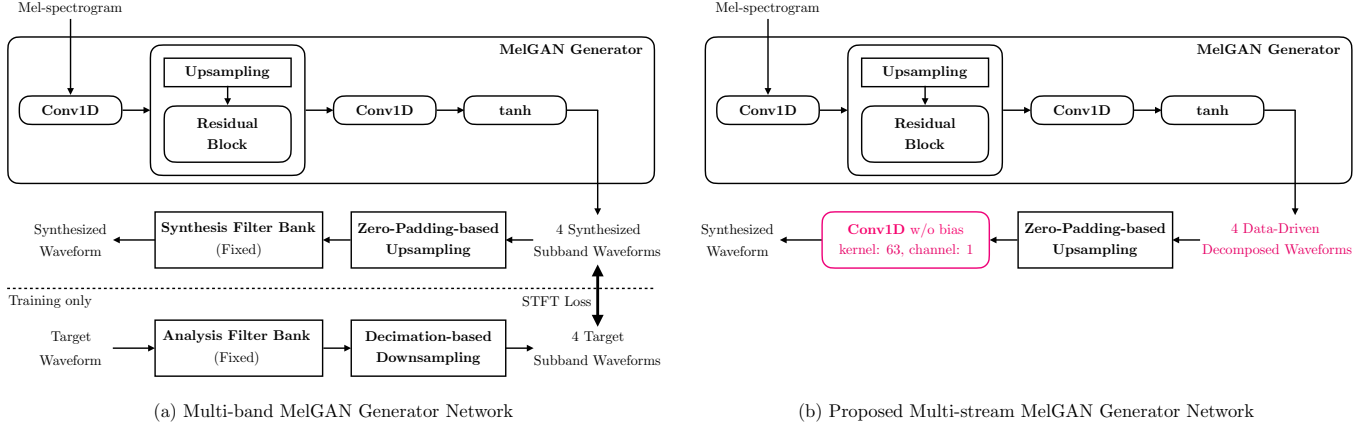 Mel-spectrogram
MelGAN Generator
Upsampling
Conv1D
Residual
Block
Conv1D
tanh
Synthesized
Waveform
Synthesis Filter Bank
(Fixed)
Zero-Padding-based
Upsampling
4 Synthesized
Subband Waveforms
Training only
STFT Loss
Target
Waveform
Analysis Filter Bank
(Fixed)
Decimation-based
Downsampling
4 Target
Subband Waveforms
(a) Multi-band MelGAN Generator Network
Mel-spectrogram
MelGAN Generator
Upsampling
Conv1D
Residual
Block
Conv1D
tanh
Synthesized
Waveform
Conv1D w/o bias
kernel: 63, channel: 1
Zero-Padding-based
Upsampling
4 Data-Driven
Decomposed Waveforms
(b) Proposed Multi-stream MelGAN Generator Network